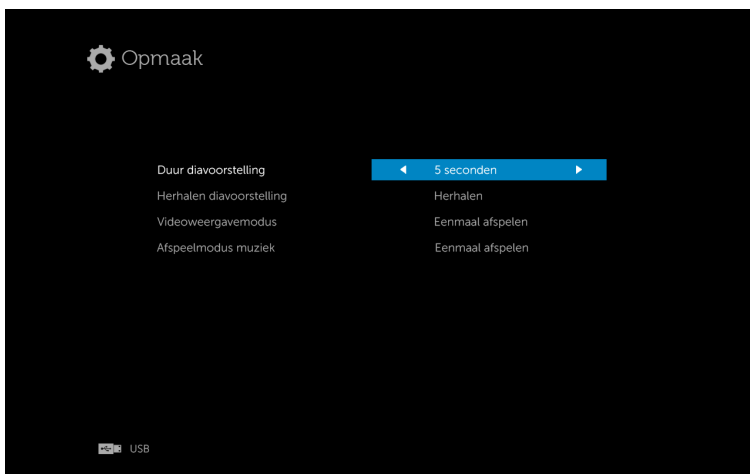 Opmaak
Duur diavoorstelling 5 seconden
Herhalen diavoorstelling Herhalen
Videoweergavemodus Eenmaal afspelen
Afspeelmodus muziek Eenmaal afspelen
USB